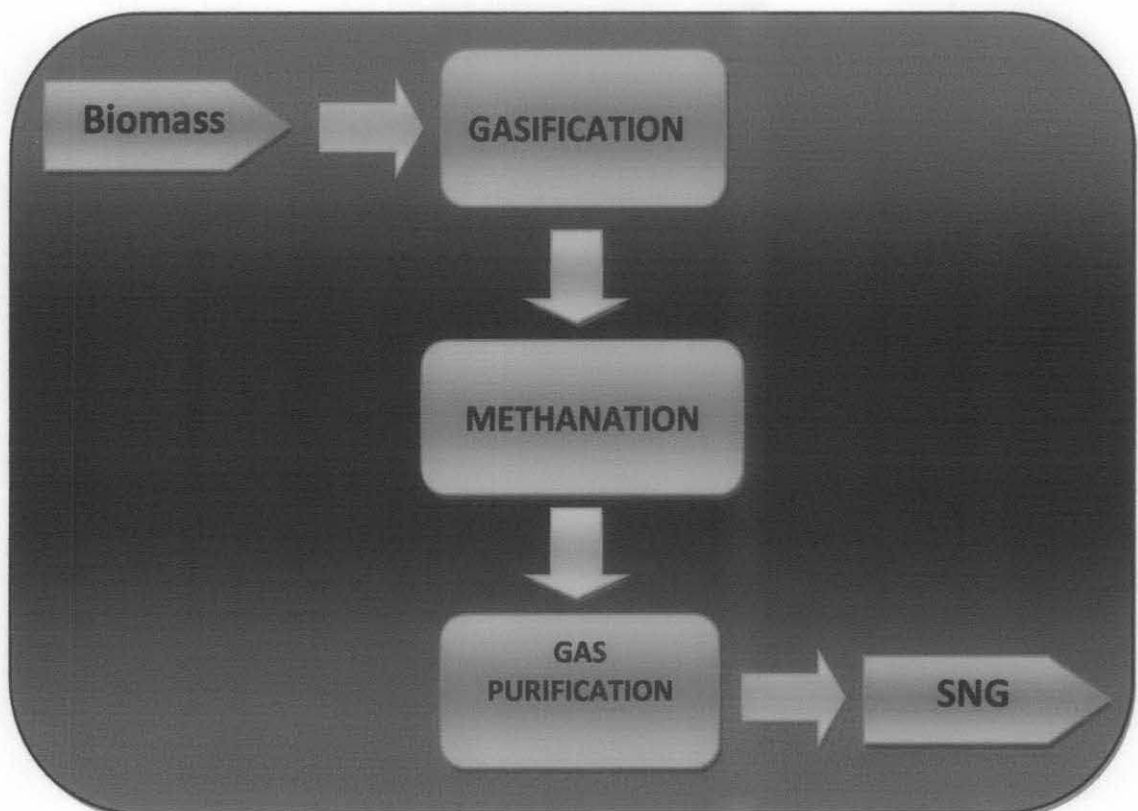 Biomass
GASIFICATION
METHANATION
GAS
PURIFICATION
SNG